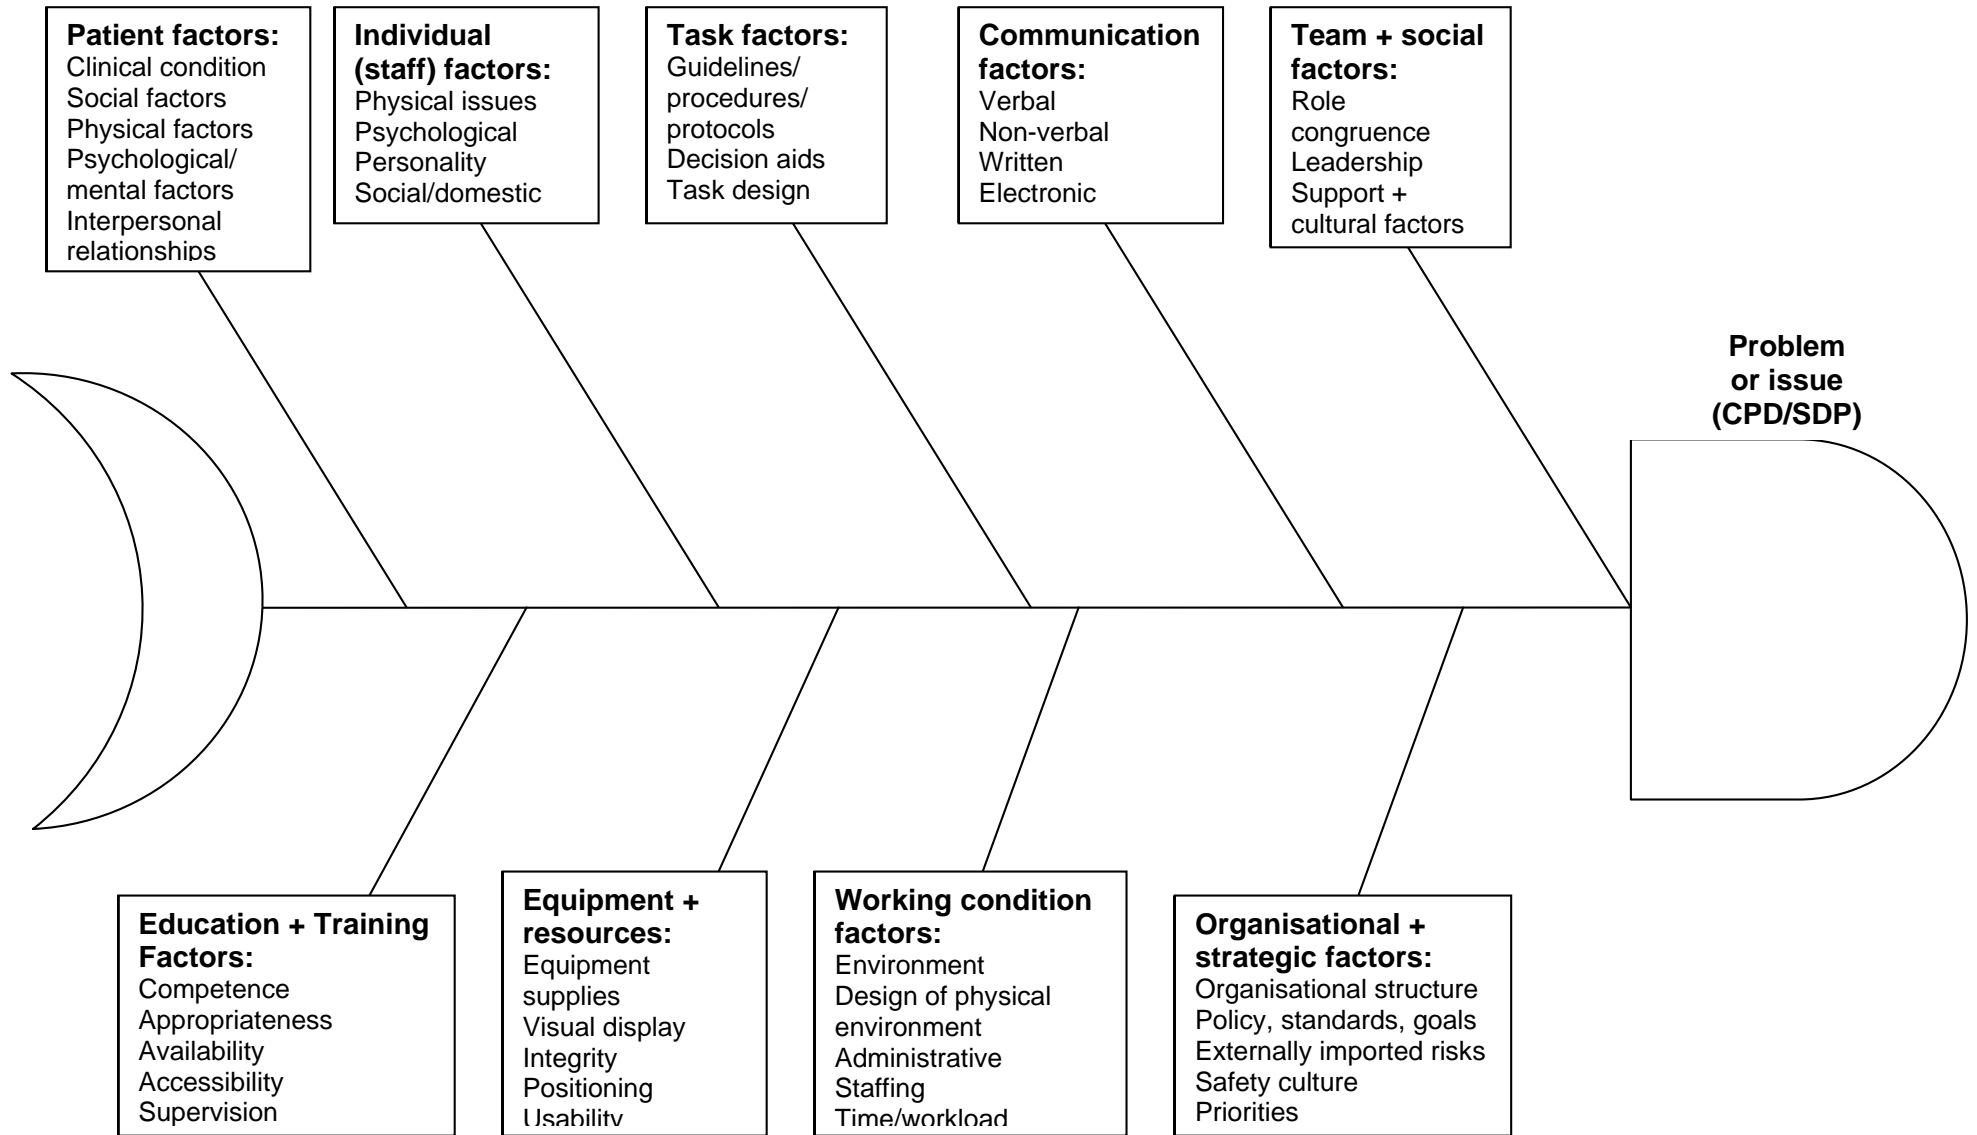 Patient factors:
Clinical condition
Social factors
Physical factors
Psychological/
mental factors
Interpersonal
relationships
Individual
(staff) factors:
Physical issues
Psychological
Personality
Social/domestic
Task factors:
Guidelines/
procedures/
protocols
Decision aids
Task design
Communication
factors:
Verbal
Non-verbal
Written
Electronic
Team + social
factors:
Role
congruence
Leadership
Support +
cultural factors
Problem
or issue
(CPD/SDP)
Education + Training
Factors:
Competence
Appropriateness
Availability
Accessibility
Supervision
Equipment +
resources:
Equipment
supplies
Visual display
Integrity
Positioning
Usability
Working condition
factors:
Environment
Design of physical
environment
Administrative
Staffing
Time/workload
Organisational +
strategic factors:
Organisational structure
Policy, standards, goals
Externally imported risks
Safety culture
Priorities